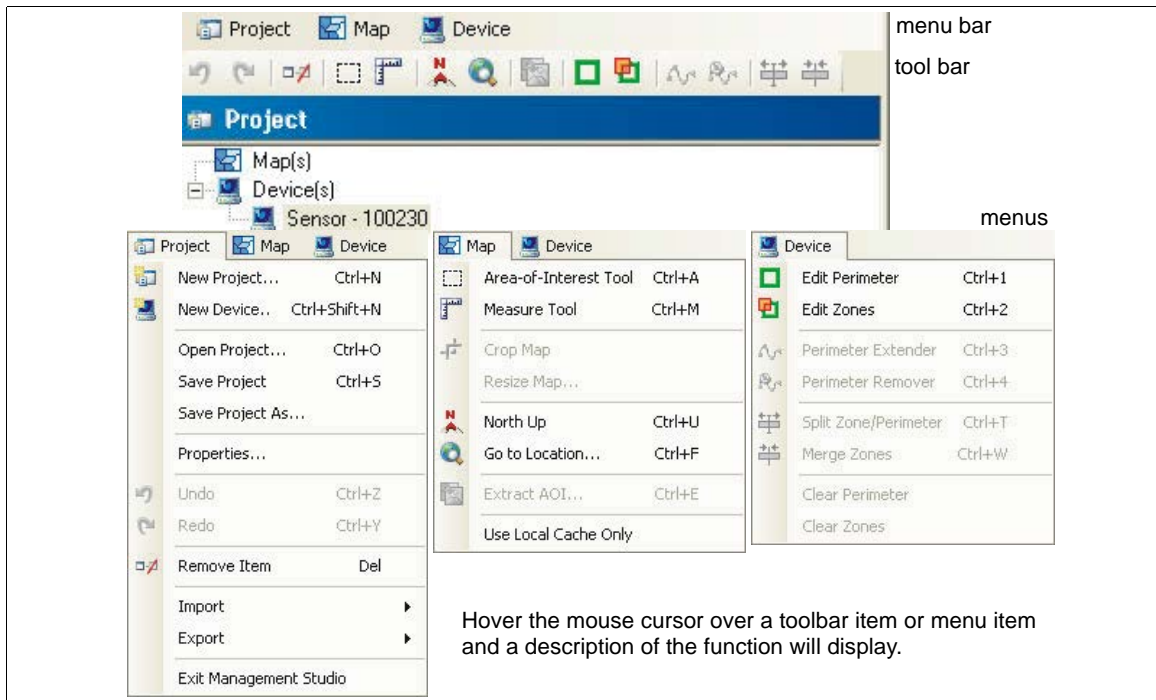 Project Map Device
menu bar
tool bar
Project
Map(s)
Device(s)
Sensor - 100230
menus
Project Map Device
New Project... Ctrl+N
New Device.. Ctrl+Shift+N
Open Project... Ctrl+O
Save Project Ctrl+S
Save Project As...
Properties...
Undo Ctrl+Z
Redo Ctrl+Y
Remove Item Del
Import
Export
Exit Management Studio
Map Device
Area-of-Interest Tool Ctrl+A
Measure Tool Ctrl+M
Crop Map
Resize Map...
North Up Ctrl+U
Go to Location... Ctrl+F
Extract AOI... Ctrl+E
Use Local Cache Only
Device
Edit Perimeter Ctrl+1
Edit Zones Ctrl+2
Perimeter Extender Ctrl+3
Perimeter Remover Ctrl+4
Split Zone/Perimeter Ctrl+T
Merge Zones Ctrl+W
Clear Perimeter
Clear Zones
Hover the mouse cursor over a toolbar item or menu item
and a description of the function will display.